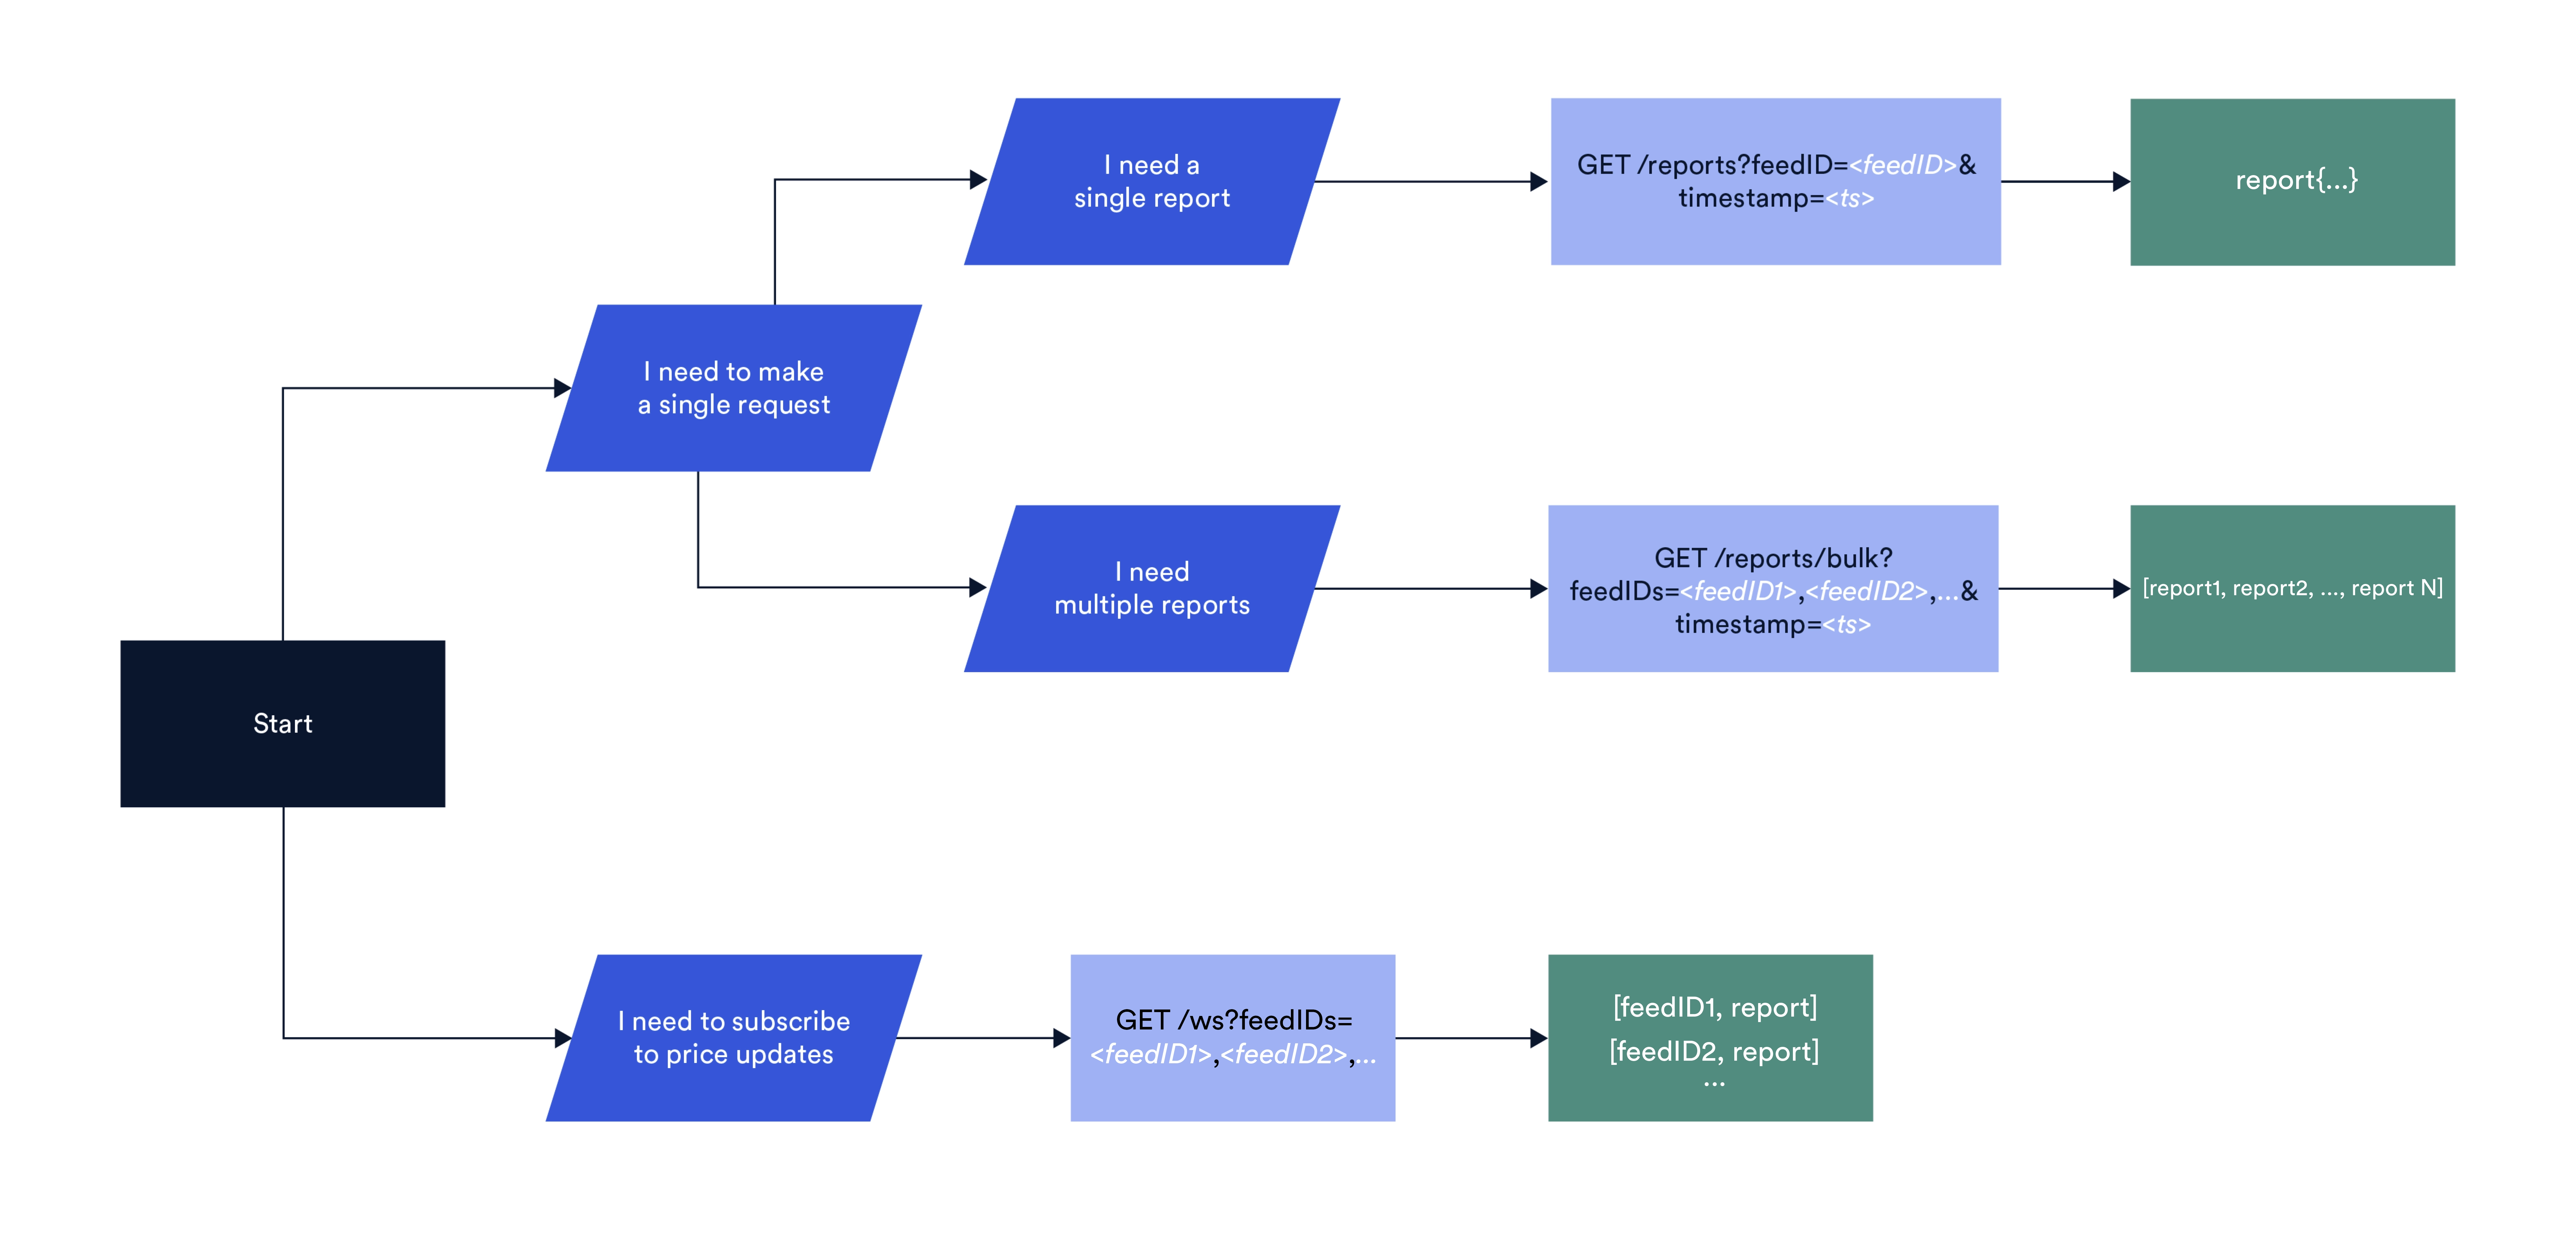 I need a
single report
GET /reports?feedID=<feedID>&
timestamp=<ts>
report{...}
I need to make
a single request
I need
multiple reports
GET /reports/bulk?
feedIDs=<feedID1>,<feedID2>,...&
timestamp=<ts>
[report1, report2, ..., report N]
Start
I need to subscribe
to price updates
GET /ws?feedIDs=
<feedID1>,<feedID2>,...
[feedID1, report]
[feedID2, report]
...